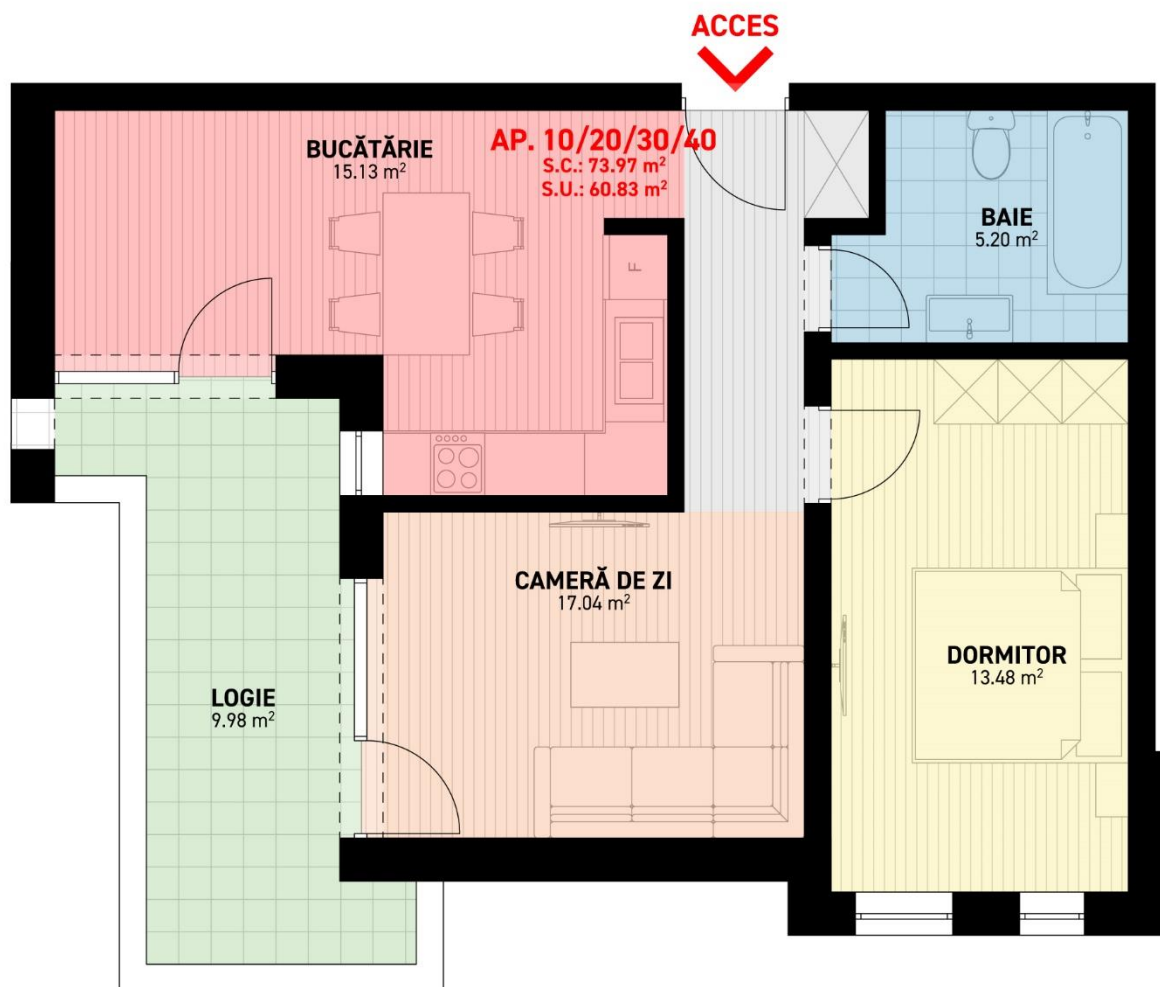 ACCES
AP. 10/20/30/40
S.C.: 73.97 m²
S.U.: 60.83 m²
BUCĂTĂRIE
15.13 m²
F
BAIE
5.20 m²
CAMERĂ DE ZI
17.04 m²
DORMITOR
13.48 m²
LOGIE
9.98 m²